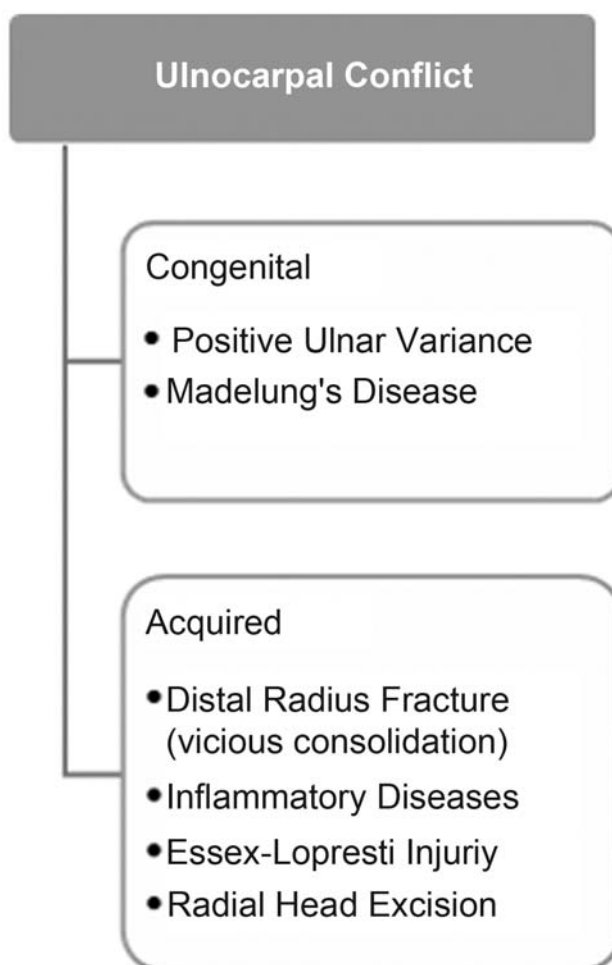 Ulnocarpal Conflict
Congenital
• Positive Ulnar Variance
• Madelung's Disease
Acquired
• Distal Radius Fracture
(vicious consolidation)
• Inflammatory Diseases
• Essex-Lopresti Injuriy
• Radial Head Excision